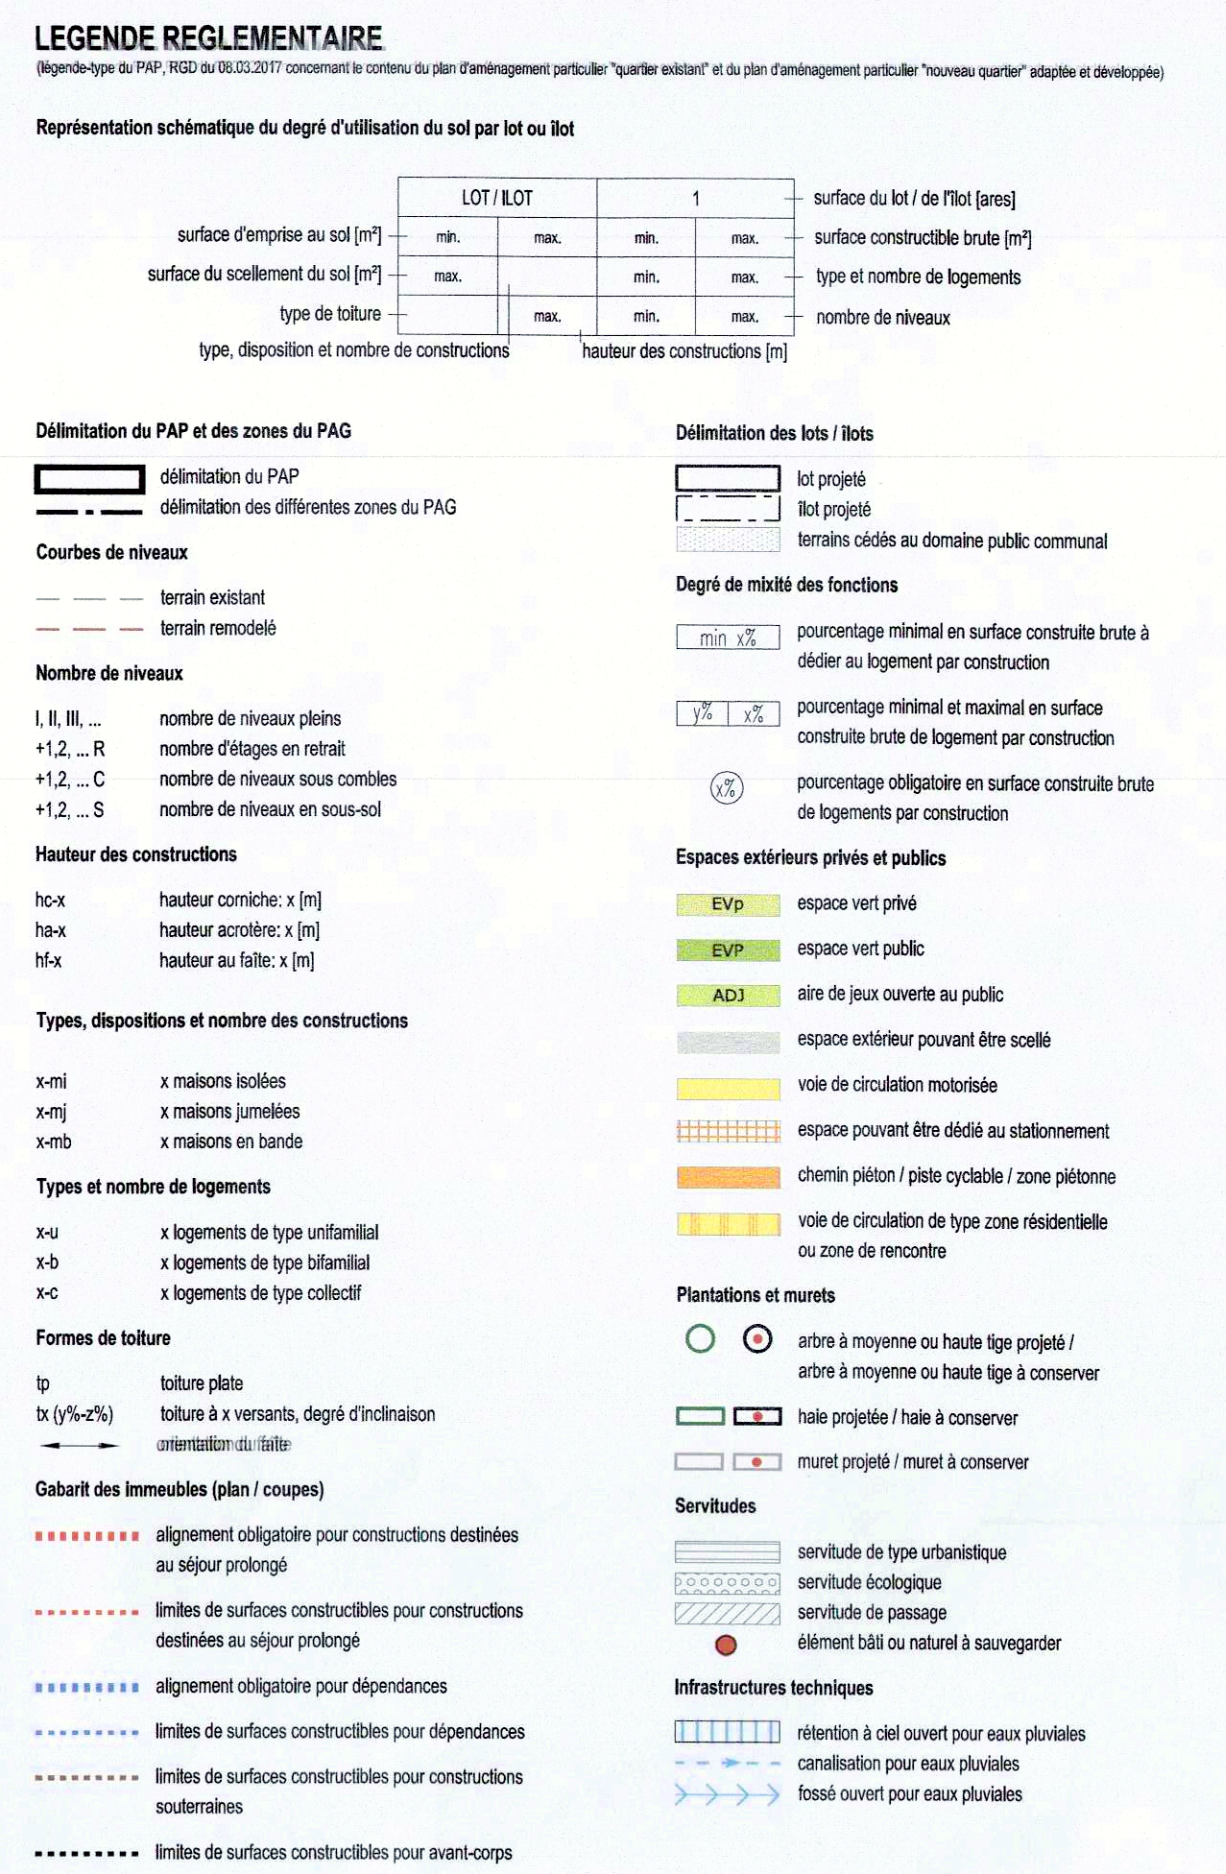 LEGENDE REGLEMENTAIRE
(légende-type du PAP, RGD du 08.03.2017 concernant le contenu du plan d'aménagement particulier "quartier existant" et du plan d'aménagement particulier "nouveau quartier" adaptée et développée)
Représentation schématique du degré d'utilisation du sol par lot ou îlot
LOT / ILOT 1 surface du lot / de l'îlot [ares]
surface d'emprise au sol [m²] min. max. min. max. surface constructible brute [m²]
surface du scellement du sol [m²] max. min. max. type et nombre de logements
type de toiture max. min. max. nombre de niveaux
type, disposition et nombre de constructions hauteur des constructions [m]
Délimitation du PAP et des zones du PAG
délimitation du PAP
délimitation des différentes zones du PAG
Courbes de niveaux
terrain existant
terrain remodelé
Nombre de niveaux
I, II, III, ... nombre de niveaux pleins
+1,2, ... R nombre d'étages en retrait
+1,2, ... C nombre de niveaux sous combles
+1,2, ... S nombre de niveaux en sous-sol
Hauteur des constructions
hc-x hauteur corniche: x [m]
ha-x hauteur acrotère: x [m]
hf-x hauteur au faîte: x [m]
Types, dispositions et nombre des constructions
x-mi x maisons isolées
x-mj x maisons jumelées
x-mb x maisons en bande
Types et nombre de logements
x-u x logements de type unifamilial
x-b x logements de type bifamilial
x-c x logements de type collectif
Formes de toiture
tp toiture plate
tx (y%-z%) toiture à x versants, degré d'inclinaison
orientation du faîte
Gabarit des immeubles (plan / coupes)
alignement obligatoire pour constructions destinées
au séjour prolongé
limites de surfaces constructibles pour constructions
destinées au séjour prolongé
alignement obligatoire pour dépendances
limites de surfaces constructibles pour dépendances
limites de surfaces constructibles pour constructions
souterraines
limites de surfaces constructibles pour avant-corps
Délimitation des lots / îlots
lot projeté
îlot projeté
terrains cédés au domaine public communal
Degré de mixité des fonctions
min x% pourcentage minimal en surface construite brute à
dédier au logement par construction
y% x% pourcentage minimal et maximal en surface
construite brute de logement par construction
x% pourcentage obligatoire en surface construite brute
de logements par construction
Espaces extérieurs privés et publics
EVp espace vert privé
EVP espace vert public
ADJ aire de jeux ouverte au public
espace extérieur pouvant être scellé
voie de circulation motorisée
espace pouvant être dédié au stationnement
chemin piéton / piste cyclable / zone piétonne
voie de circulation de type zone résidentielle
ou zone de rencontre
Plantations et murets
arbre à moyenne ou haute tige projeté /
arbre à moyenne ou haute tige à conserver
haie projetée / haie à conserver
muret projeté / muret à conserver
Servitudes
servitude de type urbanistique
servitude écologique
servitude de passage
élément bâti ou naturel à sauvegarder
Infrastructures techniques
rétention à ciel ouvert pour eaux pluviales
canalisation pour eaux pluviales
fossé ouvert pour eaux pluviales